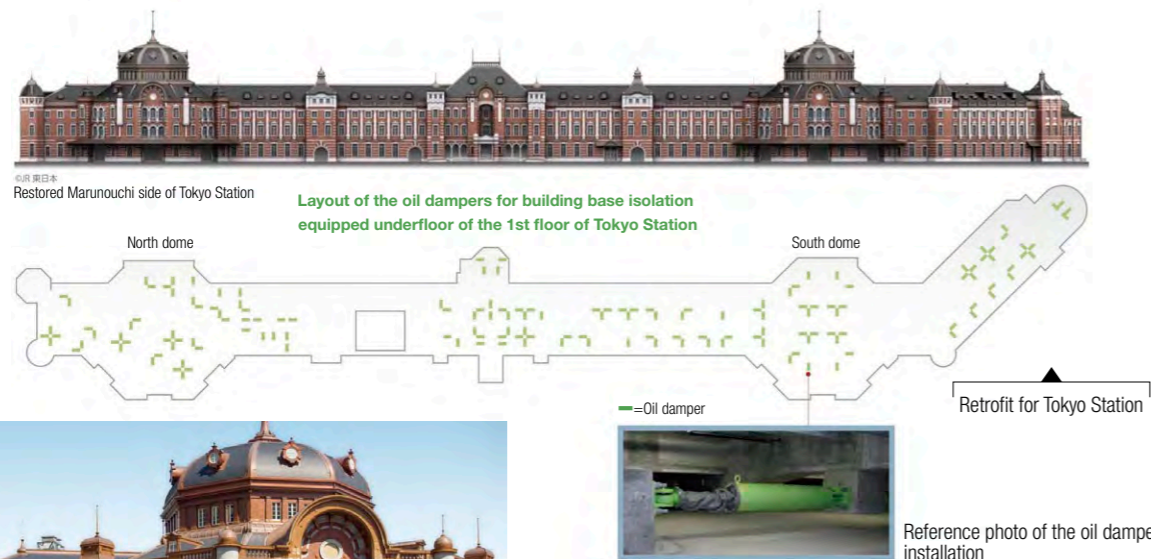 ©JR 東日本
Restored Marunouchi side of Tokyo Station
Layout of the oil dampers for building base isolation
equipped underfloor of the 1st floor of Tokyo Station
North dome
South dome
=Oil damper
Retrofit for Tokyo Station
Reference photo of the oil dampe
installation